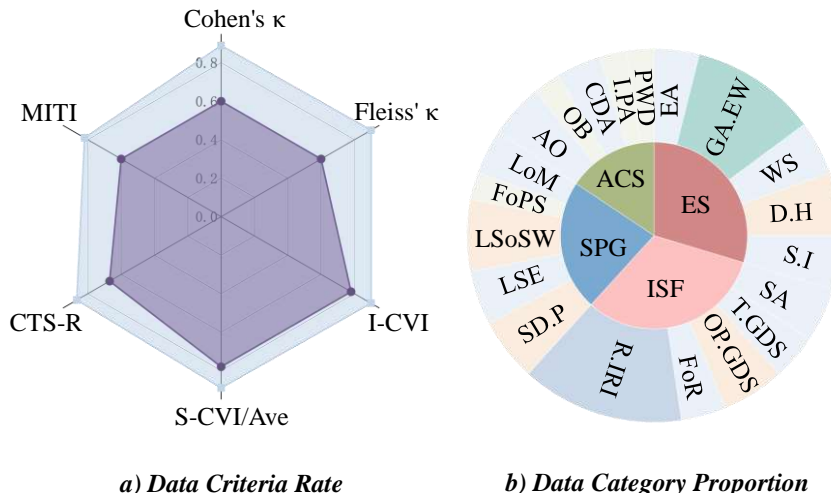 Cohen's κ
Fleiss' κ
I-CVI
S-CVI/Ave
CTS-R
MITI
0.8
0.6
0.4
0.2
0.0
a) Data Criteria Rate
ES
ISF
SPG
ACS
EA
GA.EW
WS
D.H
S.I
SA
T.GDS
OP.GDS
FoR
R.IRI
SD.P
LSE
LSoSW
FoPS
LoM
AO
OB
CDA
I.PA
PWD
b) Data Category Proportion